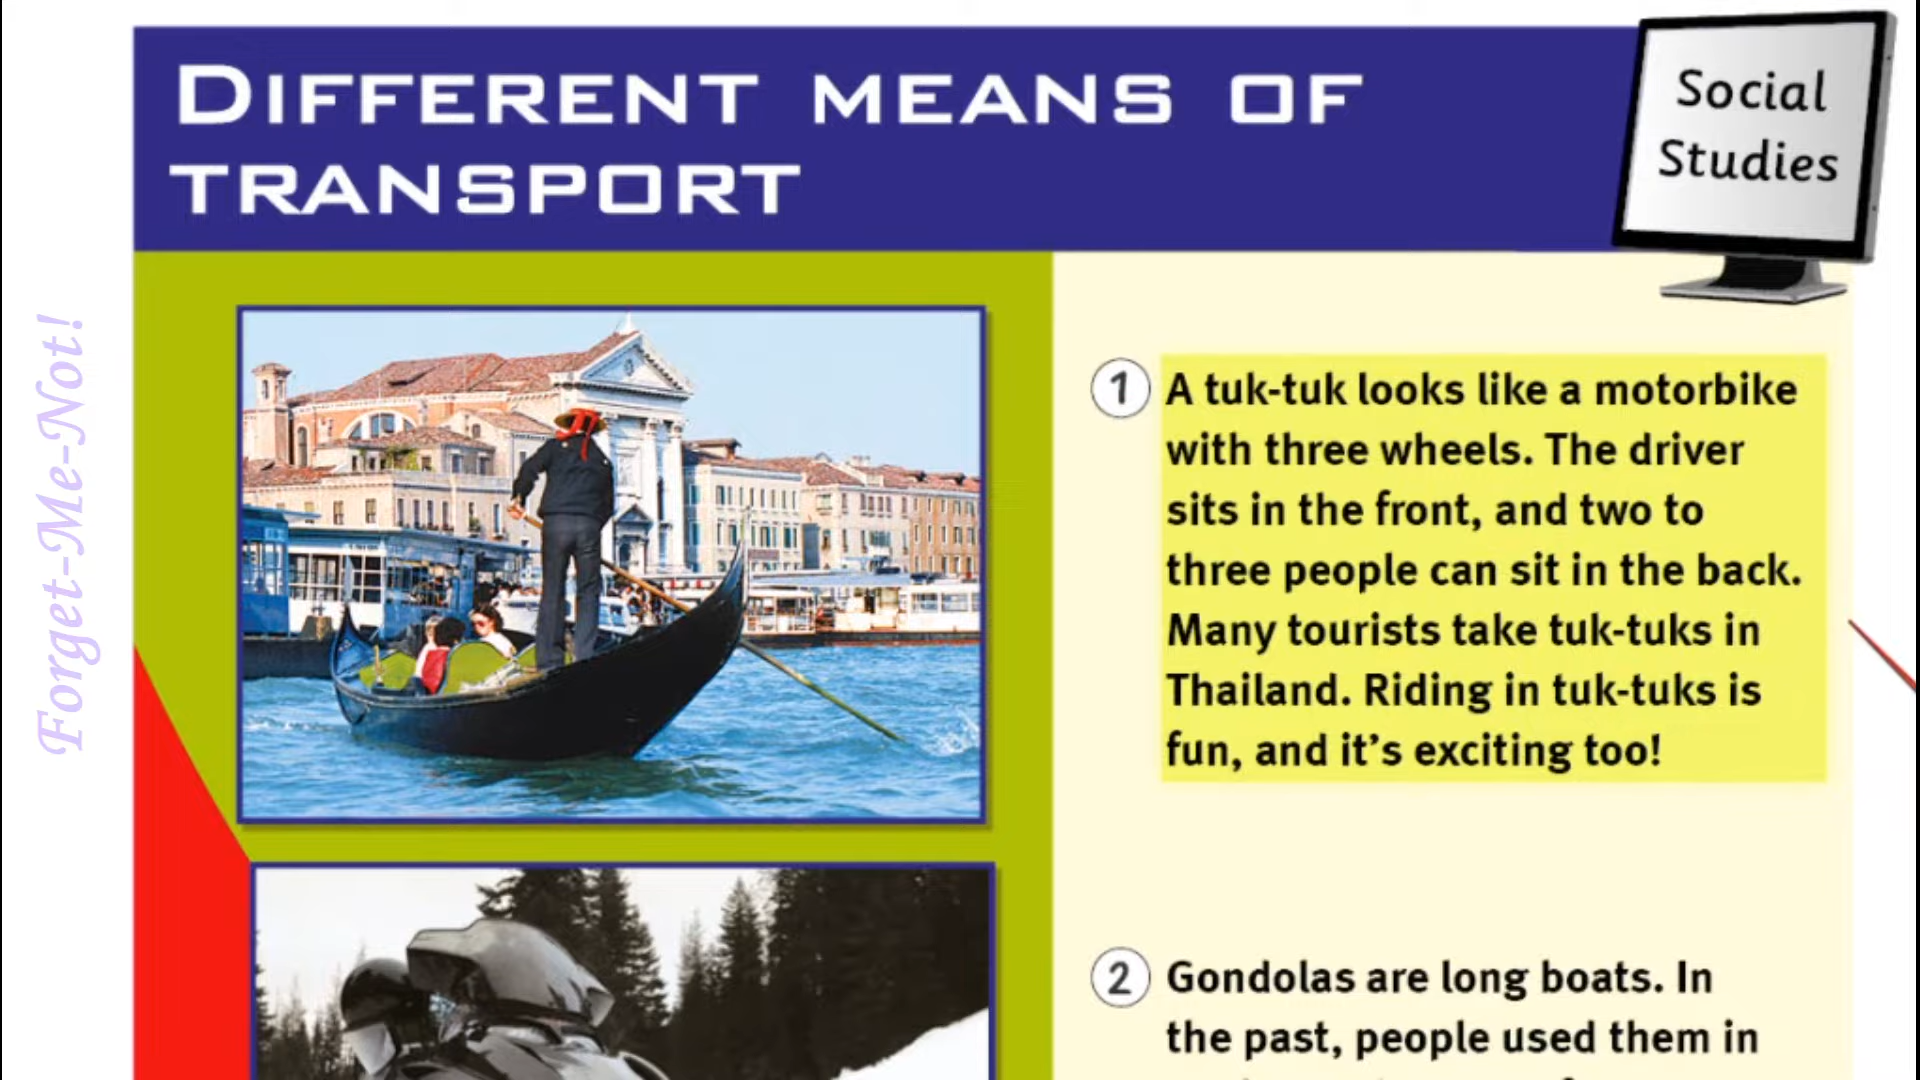 DIFFERENT MEANS OF
TRANSPORT
Social
Studies
Forget-Me-Not!
1 A tuk-tuk looks like a motorbike
with three wheels. The driver
sits in the front, and two to
three people can sit in the back.
Many tourists take tuk-tuks in
Thailand. Riding in tuk-tuks is
fun, and it's exciting too!
2 Gondolas are long boats. In
the past, people used them in